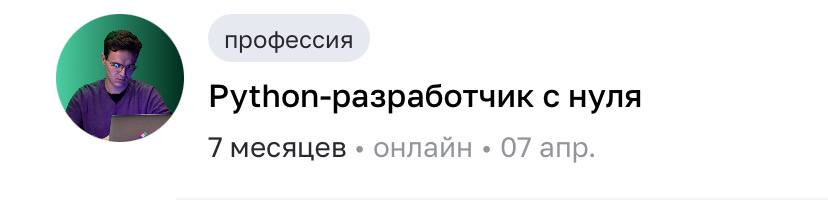 профессия
Python-разработчик с нуля
7 месяцев • онлайн • 07 апр.